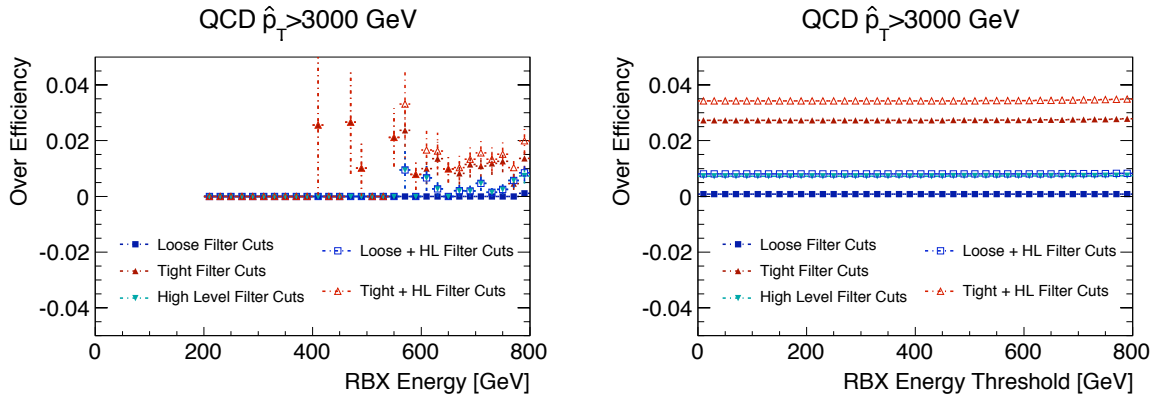 QCD p̂_T>3000 GeV
Over Efficiency
0.04
0.02
0
-0.02
-0.04
Loose Filter Cuts
Tight Filter Cuts
High Level Filter Cuts
Loose + HL Filter Cuts
Tight + HL Filter Cuts
0 200 400 600 800
RBX Energy [GeV]
QCD p̂_T>3000 GeV
Over Efficiency
0.04
0.02
0
-0.02
-0.04
Loose Filter Cuts
Tight Filter Cuts
High Level Filter Cuts
Loose + HL Filter Cuts
Tight + HL Filter Cuts
0 200 400 600 800
RBX Energy Threshold [GeV]